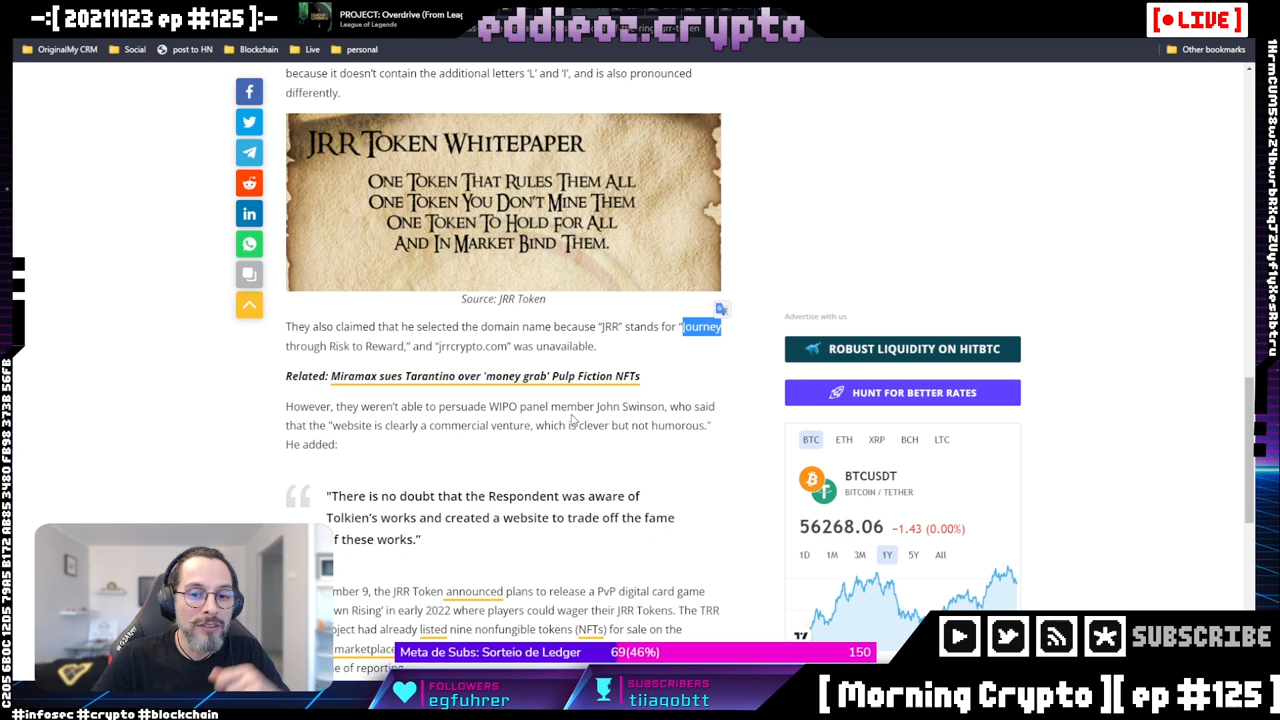 -:[ 20211123 ep #125 ]:-
PROJECT: Overdrive (From Leag
League of Legends
eddieoz.crypto
[ LIVE ]
OriginalMy CRM
Social
post to HN
Blockchain
Live
personal
Other bookmarks
because it doesn't contain the additional letters 'L' and 'I', and is also pronounced
differently.
JRR TOKEN WHITEPAPER
ONE TOKEN THAT RULES THEM ALL
ONE TOKEN YOU DON'T MINE THEM
ONE TOKEN TO HOLD FOR ALL
AND IN MARKET BIND THEM.
Source: JRR Token
They also claimed that he selected the domain name because "JRR" stands for "Journey
through Risk to Reward," and "jrrcrypto.com" was unavailable.
Related: Miramax sues Tarantino over 'money grab' Pulp Fiction NFTs
However, they weren't able to persuade WIPO panel member John Swinson, who said
that the "website is clearly a commercial venture, which is clever but not humorous."
He added:
"There is no doubt that the Respondent was aware of
Tolkien's works and created a website to trade off the fame
f these works."
mber 9, the JRR Token announced plans to release a PvP digital card game
wn Rising' in early 2022 where players could wager their JRR Tokens. The TRR
oject had already listed nine nonfungible tokens (NFTs) for sale on the
marketplace
e of reporting
Advertise with us
ROBUST LIQUIDITY ON HITBTC
HUNT FOR BETTER RATES
BTC ETH XRP BCH LTC
BTCUSDT
BITCOIN / TETHER
56268.06 −1.43 (0.00%)
1D 1M 3M 1Y 5Y All
Meta de Subs: Sorteio de Ledger 69(46%) 150
FOLLOWERS
egfuhrer
SUBSCRIBERS
tiiagobtt
SUBSCRIBE
[ Morning Crypto ][ ep #125 ]
#infosec #crypto #blockchain